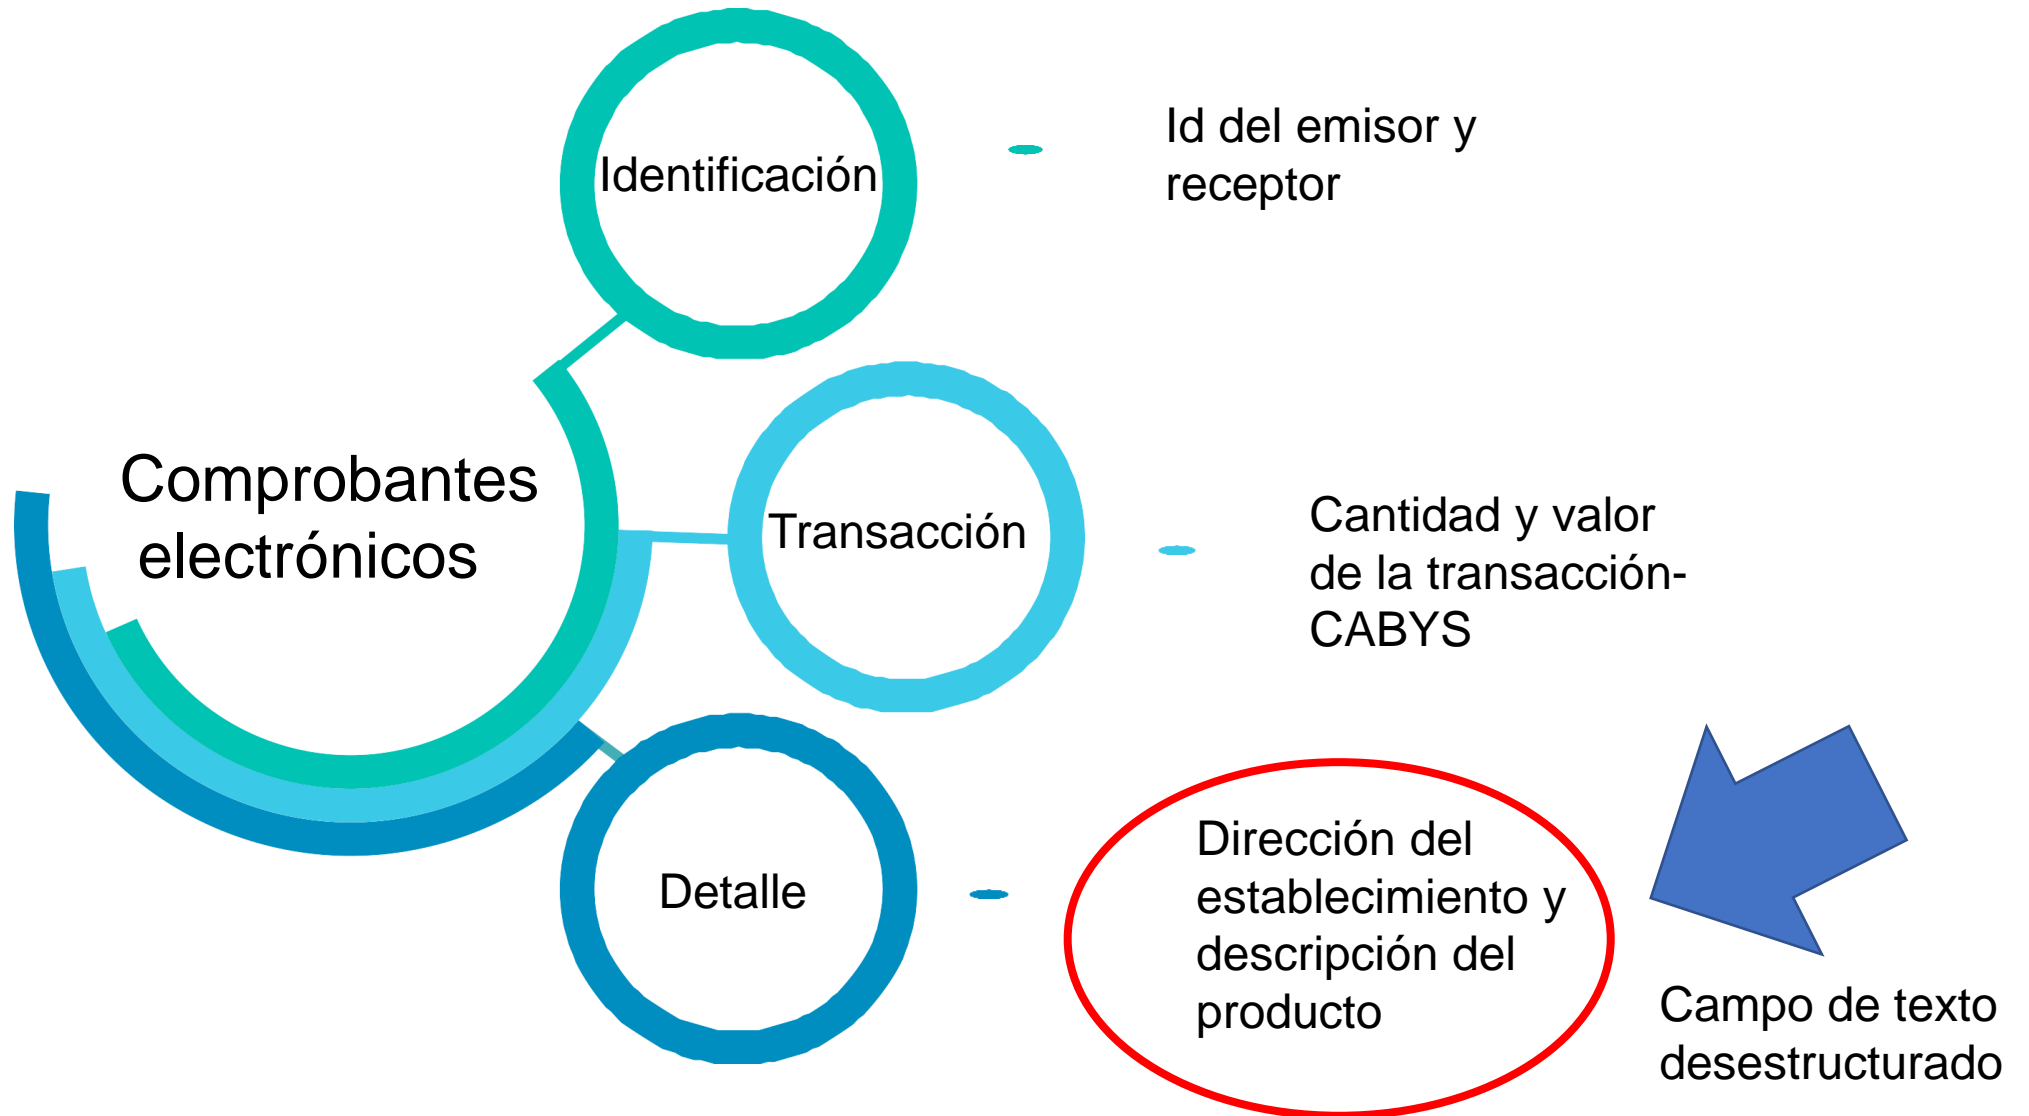 Identificación
Id del emisor y
receptor
Comprobantes
electrónicos
Transacción
Cantidad y valor
de la transacción-
CABYS
Detalle
Dirección del
establecimiento y
descripción del
producto
Campo de texto
desestructurado